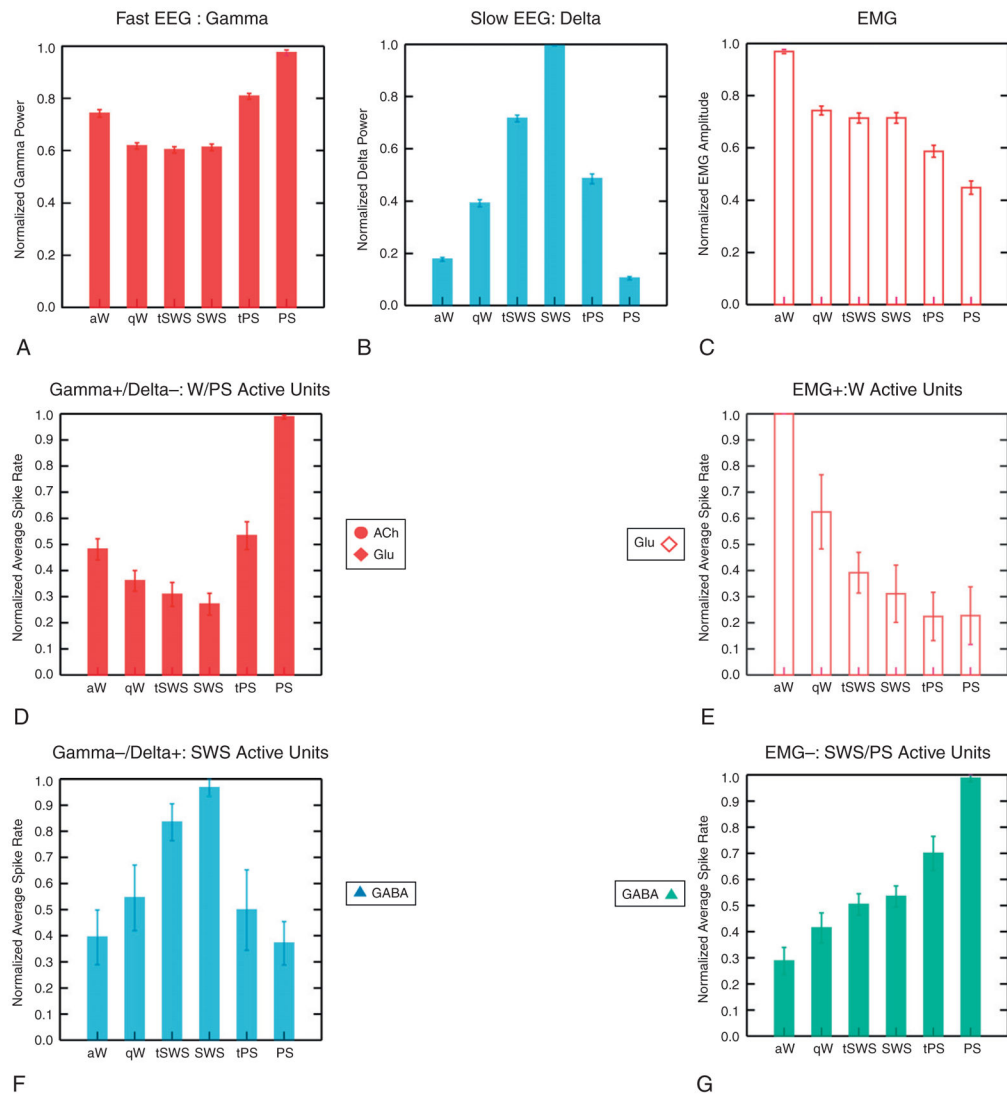 Fast EEG : Gamma
Normalized Gamma Power
1.0
0.8
0.6
0.4
0.2
0.0
aW qW tSWS SWS tPS PS
A
Slow EEG: Delta
Normalized Delta Power
1.0
0.8
0.6
0.4
0.2
0.0
aW qW tSWS SWS tPS PS
B
EMG
Normalized EMG Amplitude
1.0
0.8
0.6
0.4
0.2
0.0
aW qW tSWS SWS tPS PS
C
Gamma+/Delta–: W/PS Active Units
Normalized Average Spike Rate
1.0
0.9
0.8
0.7
0.6
0.5
0.4
0.3
0.2
0.1
0.0
aW qW tSWS SWS tPS PS
D
ACh
Glu
Glu
EMG+:W Active Units
Normalized Average Spike Rate
1.0
0.9
0.8
0.7
0.6
0.5
0.4
0.3
0.2
0.1
0.0
aW qW tSWS SWS tPS PS
E
Gamma–/Delta+: SWS Active Units
Normalized Average Spike Rate
1.0
0.9
0.8
0.7
0.6
0.5
0.4
0.3
0.2
0.1
0.0
aW qW tSWS SWS tPS PS
F
GABA
GABA
EMG–: SWS/PS Active Units
Normalized Average Spike Rate
1.0
0.9
0.8
0.7
0.6
0.5
0.4
0.3
0.2
0.1
0.0
aW qW tSWS SWS tPS PS
G